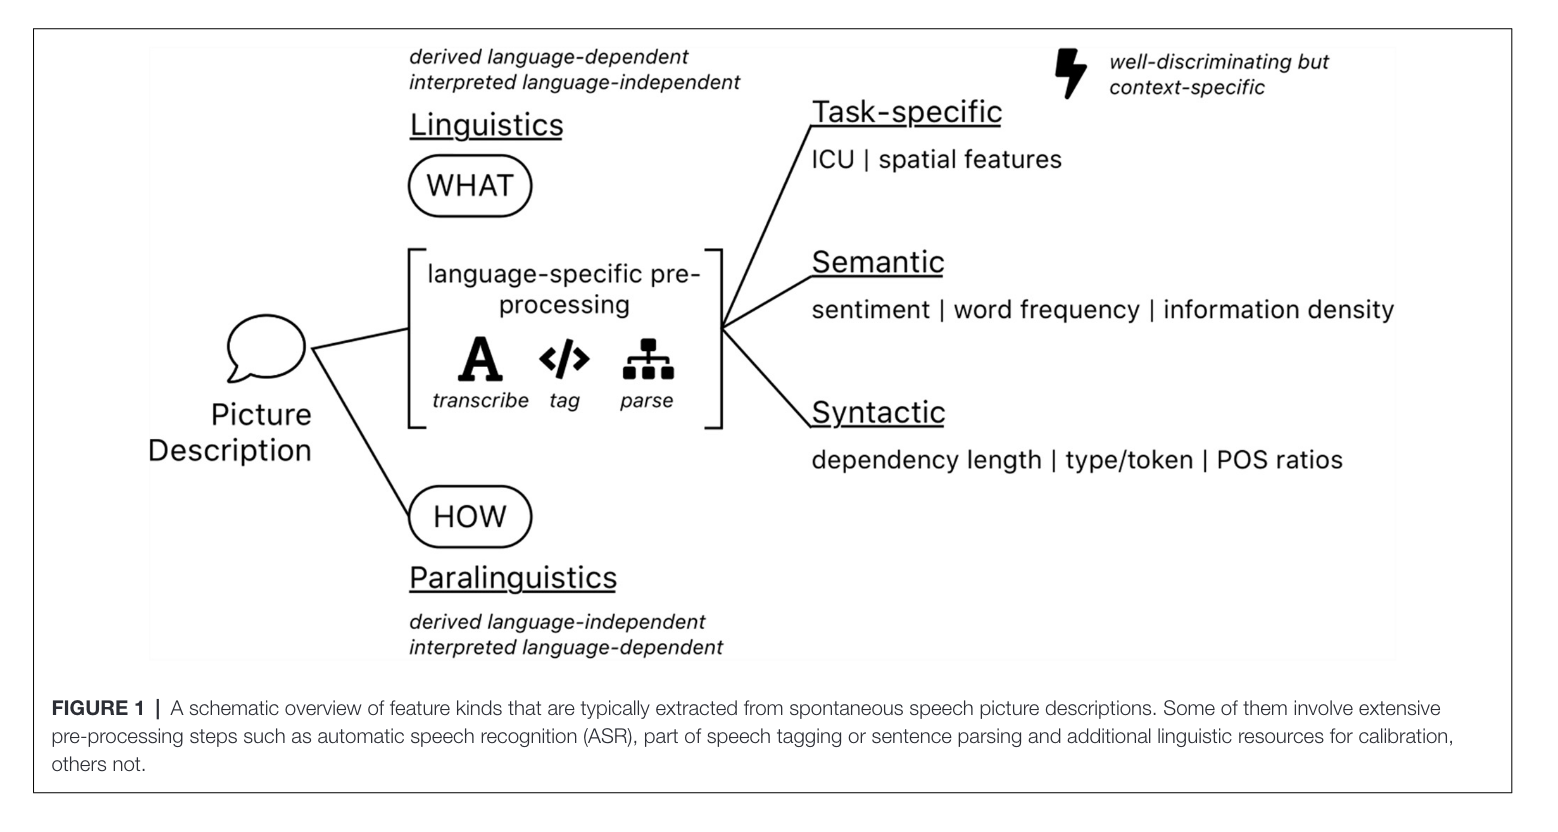 derived language-dependent
interpreted language-independent
Linguistics
WHAT
language-specific pre-
processing
A
transcribe
</>
tag
parse
Picture
Description
HOW
Paralinguistics
derived language-independent
interpreted language-dependent
well-discriminating but
context-specific
Task-specific
ICU | spatial features
Semantic
sentiment | word frequency | information density
Syntactic
dependency length | type/token | POS ratios
FIGURE 1 | A schematic overview of feature kinds that are typically extracted from spontaneous speech picture descriptions. Some of them involve extensive
pre-processing steps such as automatic speech recognition (ASR), part of speech tagging or sentence parsing and additional linguistic resources for calibration,
others not.